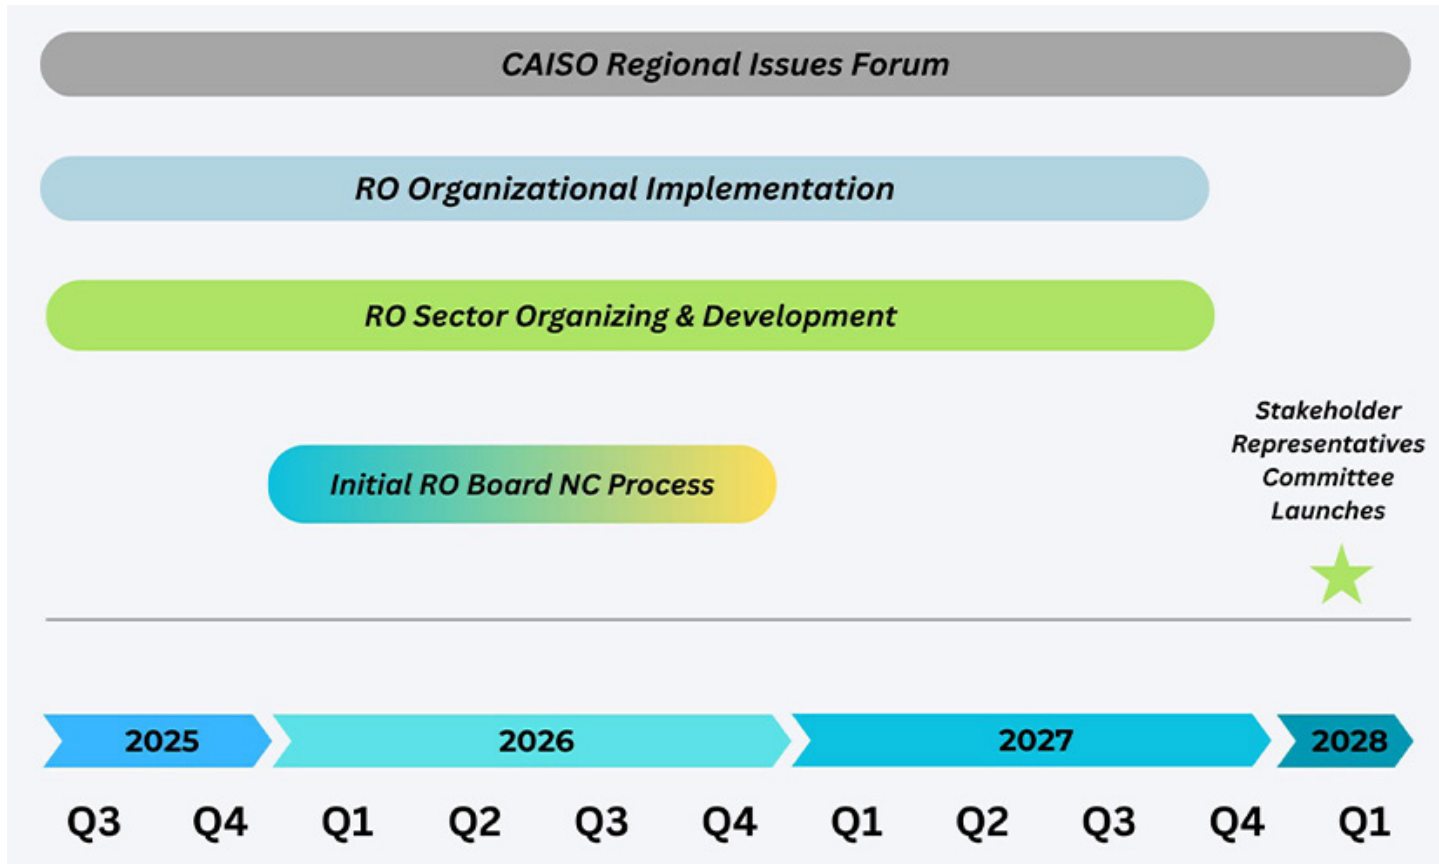 CAISO Regional Issues Forum
RO Organizational Implementation
RO Sector Organizing & Development
Initial RO Board NC Process
Stakeholder
Representatives
Committee
Launches
2025 2026 2027 2028
Q3 Q4 Q1 Q2 Q3 Q4 Q1 Q2 Q3 Q4 Q1